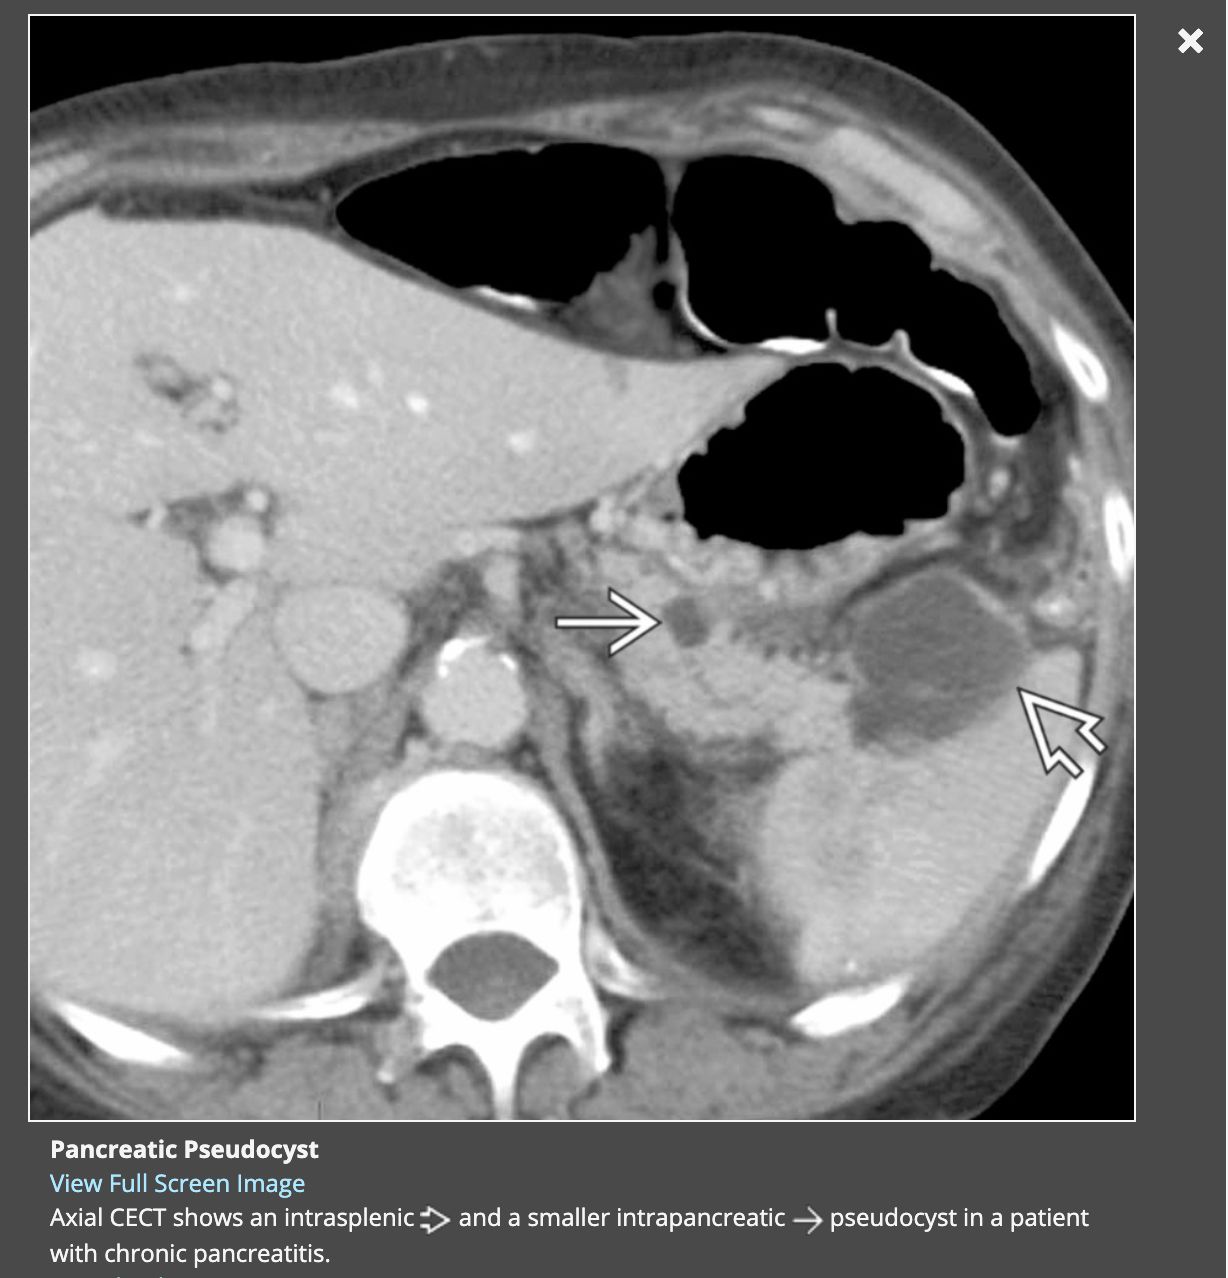 Pancreatic Pseudocyst
View Full Screen Image
Axial CECT shows an intrasplenic and a smaller intrapancreatic pseudocyst in a patient
with chronic pancreatitis.